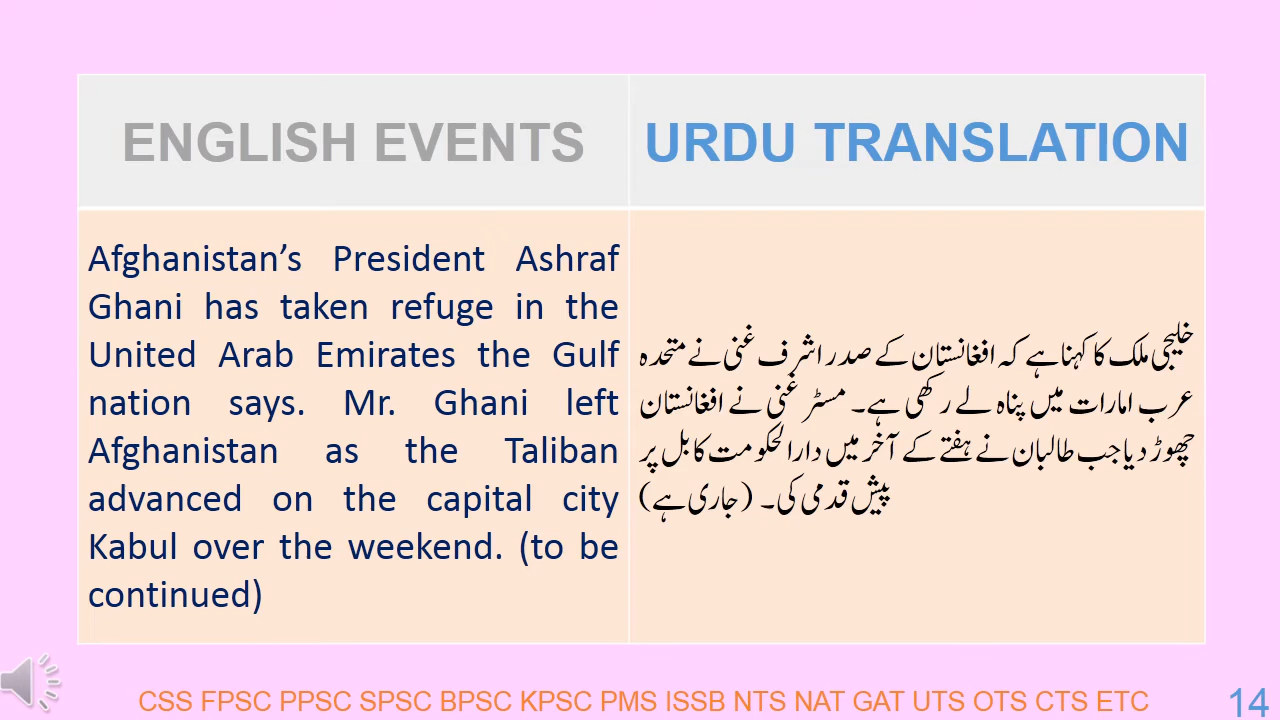 ENGLISH EVENTS
URDU TRANSLATION
Afghanistan’s President Ashraf
Ghani has taken refuge in the
United Arab Emirates the Gulf
nation says. Mr. Ghani left
Afghanistan as the Taliban
advanced on the capital city
Kabul over the weekend. (to be
continued)
خلیجی ملک کا کہنا ہے کہ افغانستان کے صدر اشرف غنی نے متحدہ
عرب امارات میں پناہ لے رکھی ہے۔ مسٹر غنی نے افغانستان
چھوڑ دیا جب طالبان نے ہفتے کے آخر میں دارالحکومت کابل پر
پیش قدمی کی۔ (جاری ہے)
CSS FPSC PPSC SPSC BPSC KPSC PMS ISSB NTS NAT GAT UTS OTS CTS ETC
14